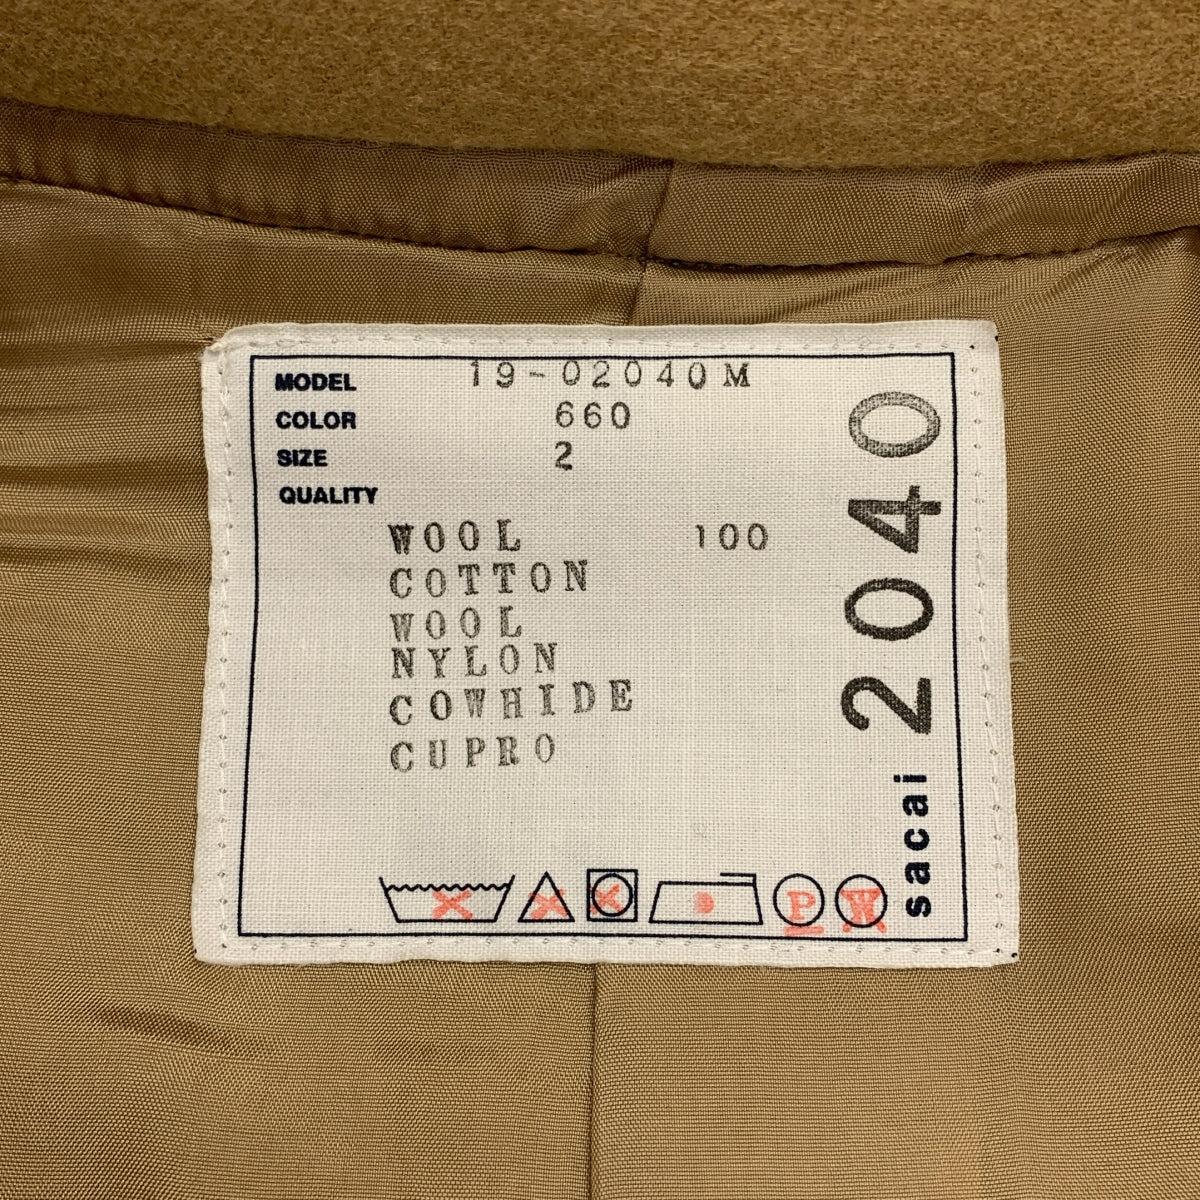 MODEL 19-02040M
COLOR 660
SIZE 2
QUALITY
WOOL 100
COTTON
WOOL
NYLON
COWHIDE
CUPRO
P
W
sacai 2040